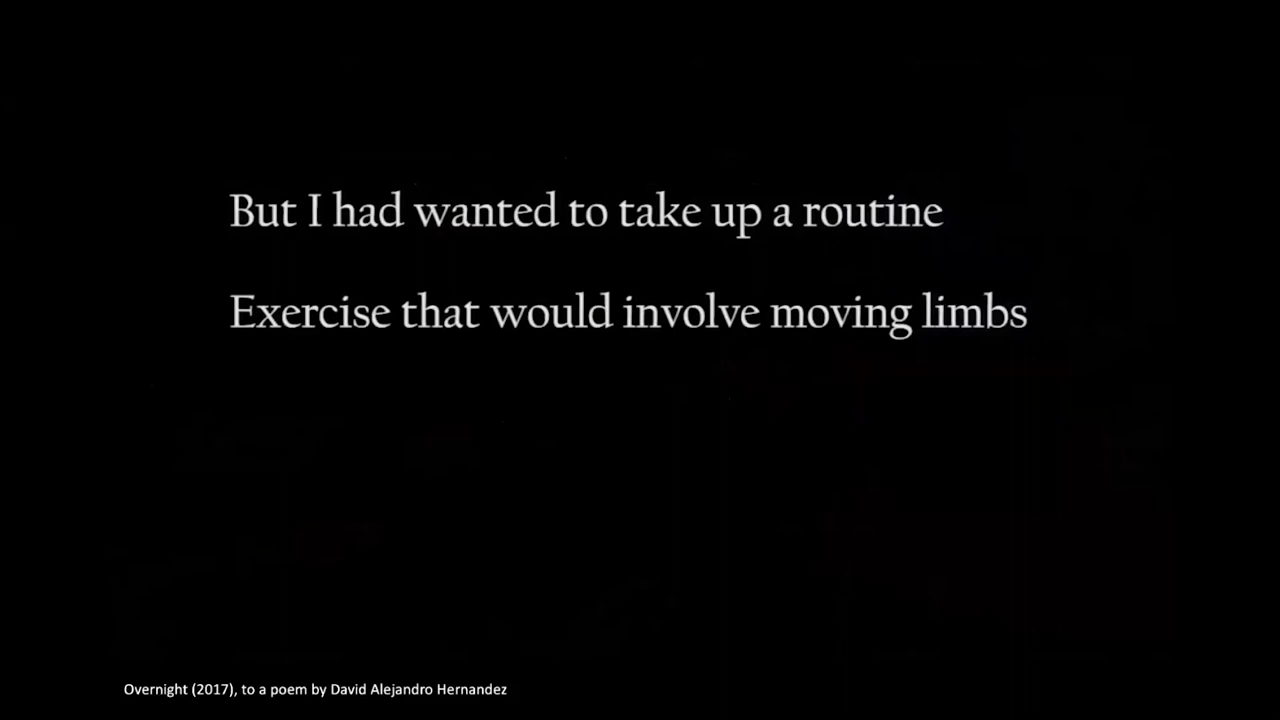 But I had wanted to take up a routine
Exercise that would involve moving limbs
Overnight (2017), to a poem by David Alejandro Hernandez